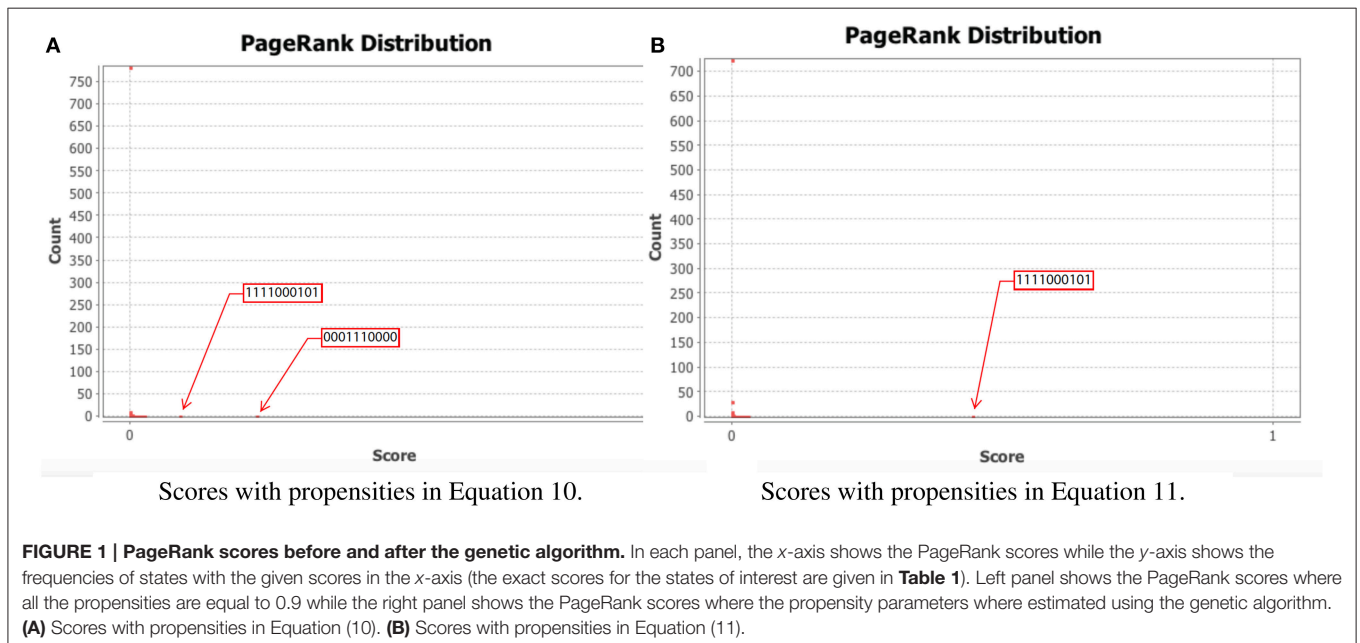 A
PageRank Distribution
750
700
650
600
550
500
450
400
350
300
250
200
150
100
50
0
Count
1111000101
0001110000
0
Score
Scores with propensities in Equation 10.
B
PageRank Distribution
700
650
600
550
500
450
400
350
300
250
200
150
100
50
0
Count
1111000101
0
1
Score
Scores with propensities in Equation 11.
FIGURE 1 | PageRank scores before and after the genetic algorithm. In each panel, the x-axis shows the PageRank scores while the y-axis shows the
frequencies of states with the given scores in the x-axis (the exact scores for the states of interest are given in Table 1). Left panel shows the PageRank scores where
all the propensities are equal to 0.9 while the right panel shows the PageRank scores where the propensity parameters where estimated using the genetic algorithm.
(A) Scores with propensities in Equation (10). (B) Scores with propensities in Equation (11).